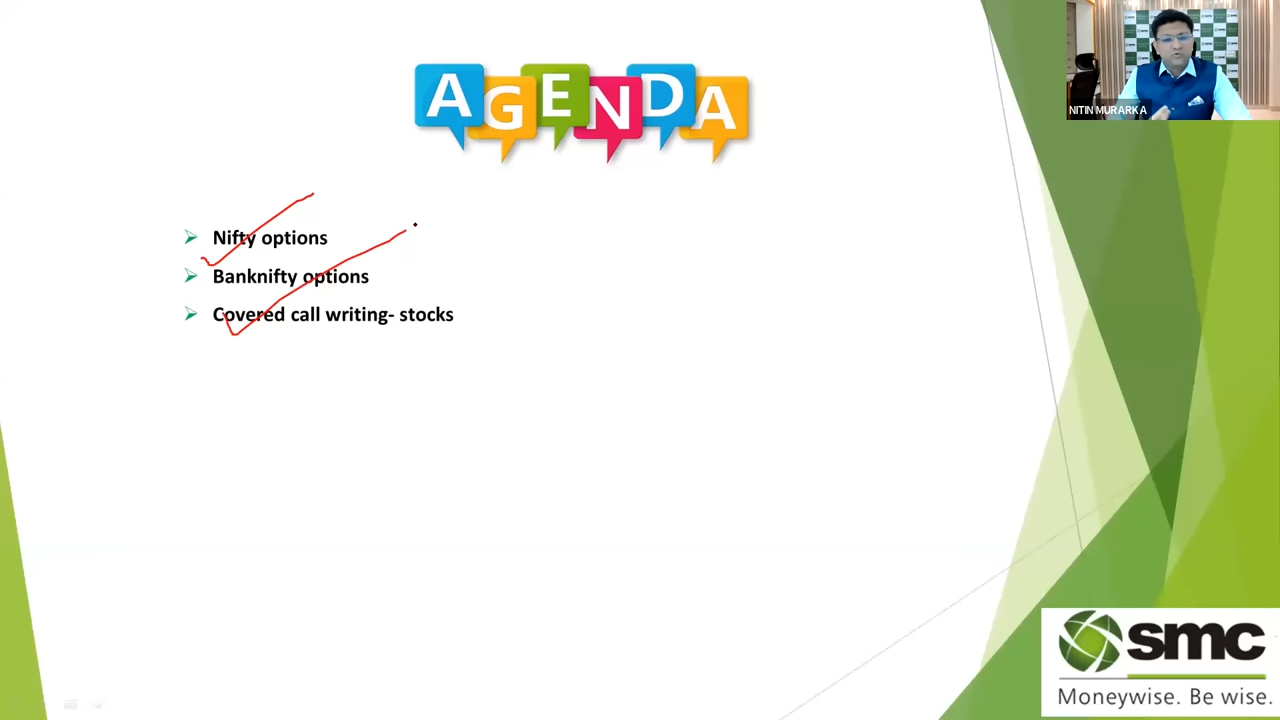 AGENDA
NITIN MURARKA
Nifty options
Banknifty options
Covered call writing- stocks
smc
Moneywise. Be wise.